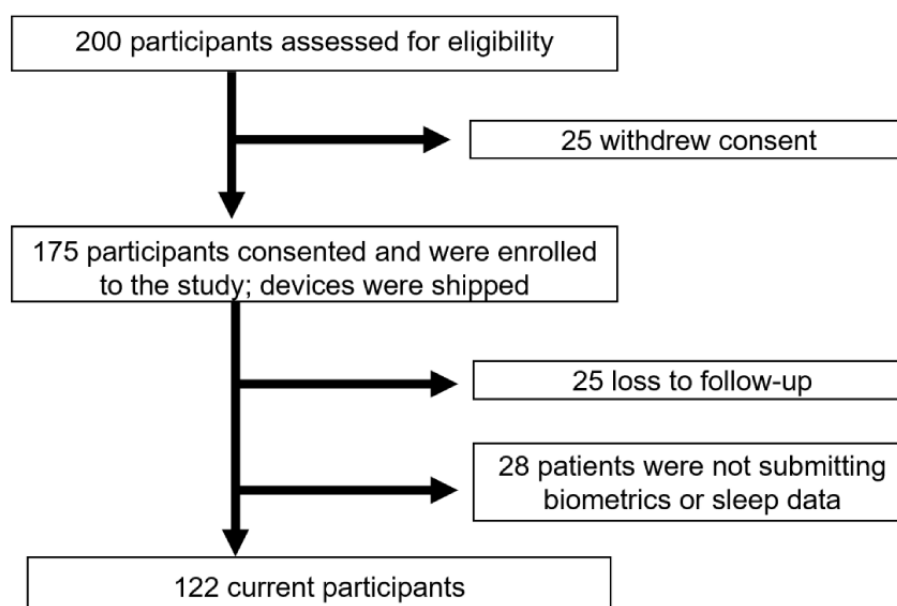 200 participants assessed for eligibility
25 withdrew consent
175 participants consented and were enrolled
to the study; devices were shipped
25 loss to follow-up
28 patients were not submitting
biometrics or sleep data
122 current participants